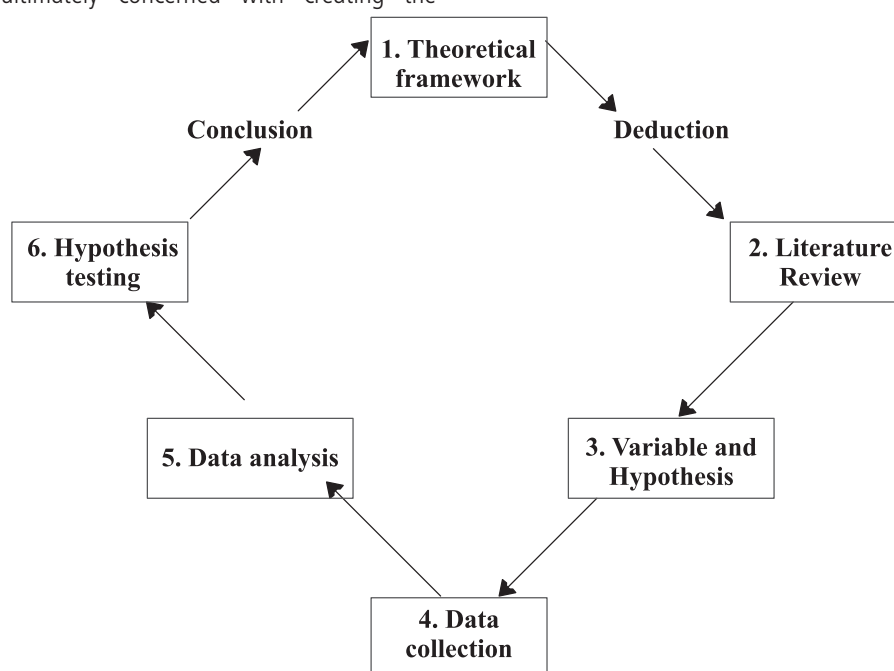 ultimately concerned with creating the
1. Theoretical
framework
Deduction
2. Literature
Review
3. Variable and
Hypothesis
4. Data
collection
5. Data analysis
6. Hypothesis
testing
Conclusion